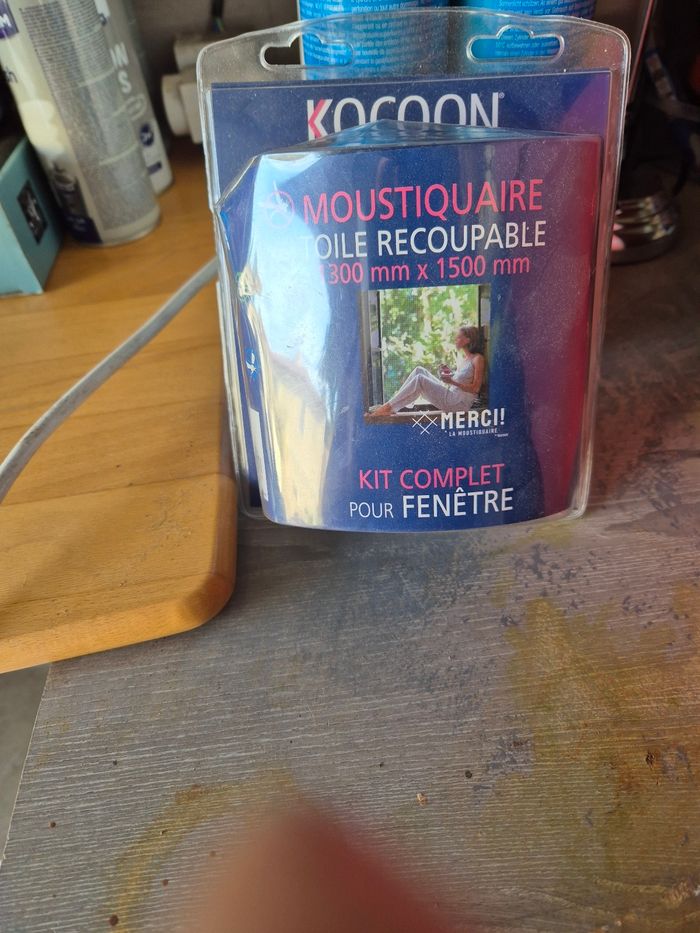 KOCOON
MOUSTIQUAIRE
TOILE RECOUPABLE
1300 mm x 1500 mm
MERCI!
LA MOUSTIQUAIRE
KIT COMPLET
POUR FENÊTRE